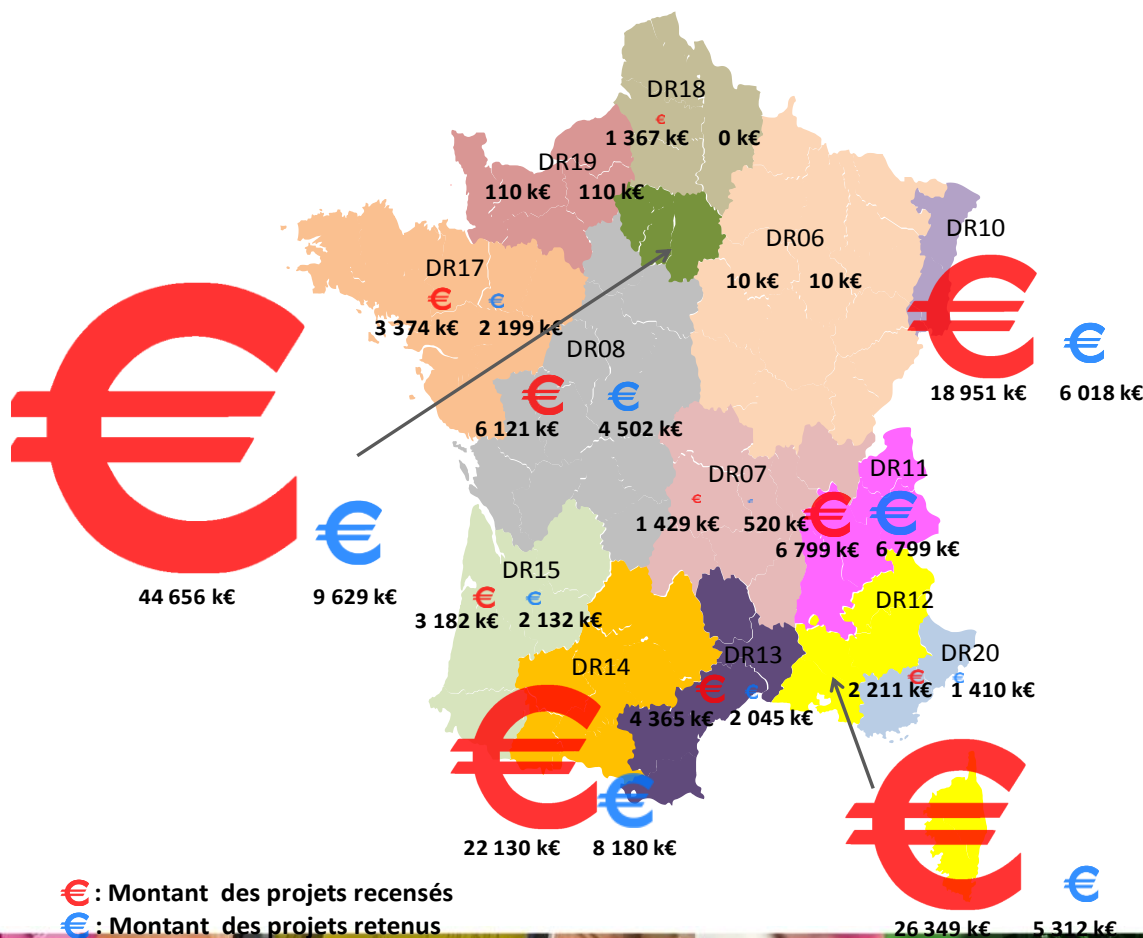 DR18
€
1 367 k€ 0 k€
DR19
110 k€ 110 k€
DR10
DR06
10 k€ 10 k€
DR17
€ €
3 374 k€ 2 199 k€
€ €
18 951 k€ 6 018 k€
DR08
€ €
6 121 k€ 4 502 k€
€ €
44 656 k€ 9 629 k€
DR07
€ €
1 429 k€ 520 k€
DR11
€ €
6 799 k€ 6 799 k€
DR15
€ €
3 182 k€ 2 132 k€
DR12
DR20
€ €
2 211 k€ 1 410 k€
DR13
€ €
4 365 k€ 2 045 k€
DR14
€ €
22 130 k€ 8 180 k€
€ €
26 349 k€ 5 312 k€
€ : Montant des projets recensés
€ : Montant des projets retenus